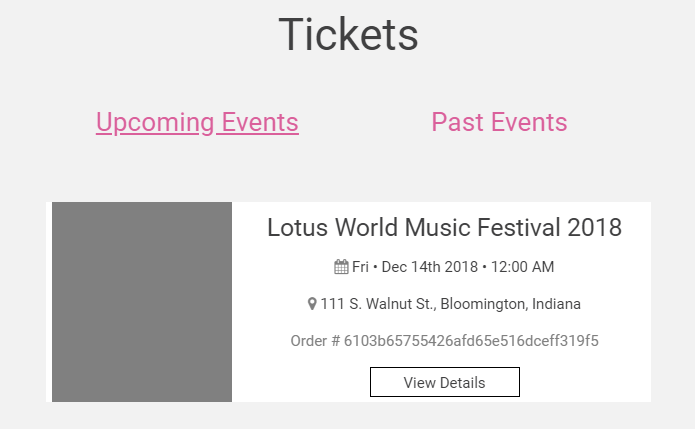 Tickets
Upcoming Events Past Events
Lotus World Music Festival 2018
Fri • Dec 14th 2018 • 12:00 AM
111 S. Walnut St., Bloomington, Indiana
Order # 6103b65755426afd65e516dceff319f5
View Details